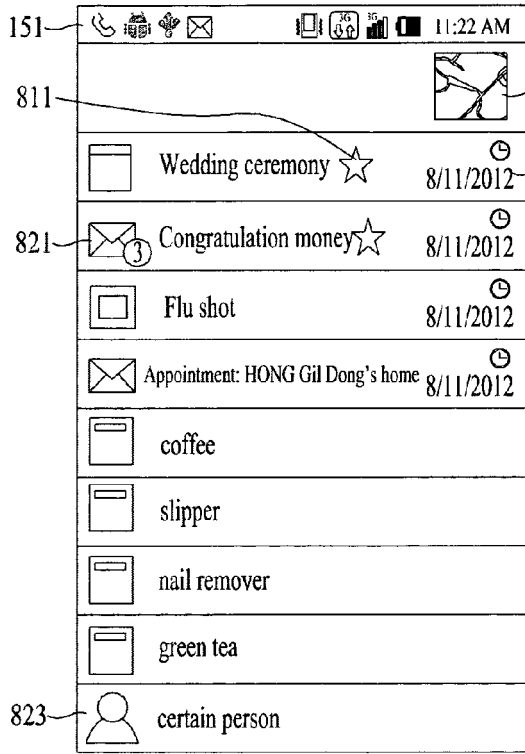 151
3G
3G
11:22 AM
811
Wedding ceremony
8/11/2012
821
3
Congratulation money
8/11/2012
Flu shot
8/11/2012
Appointment: HONG Gil Dong's home
8/11/2012
coffee
slipper
nail remover
green tea
823
certain person